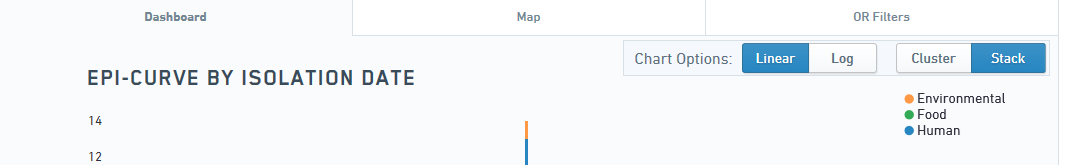 Dashboard Map OR Filters
Chart Options: Linear Log Cluster Stack
EPI-CURVE BY ISOLATION DATE
Environmental
Food
Human
14
12